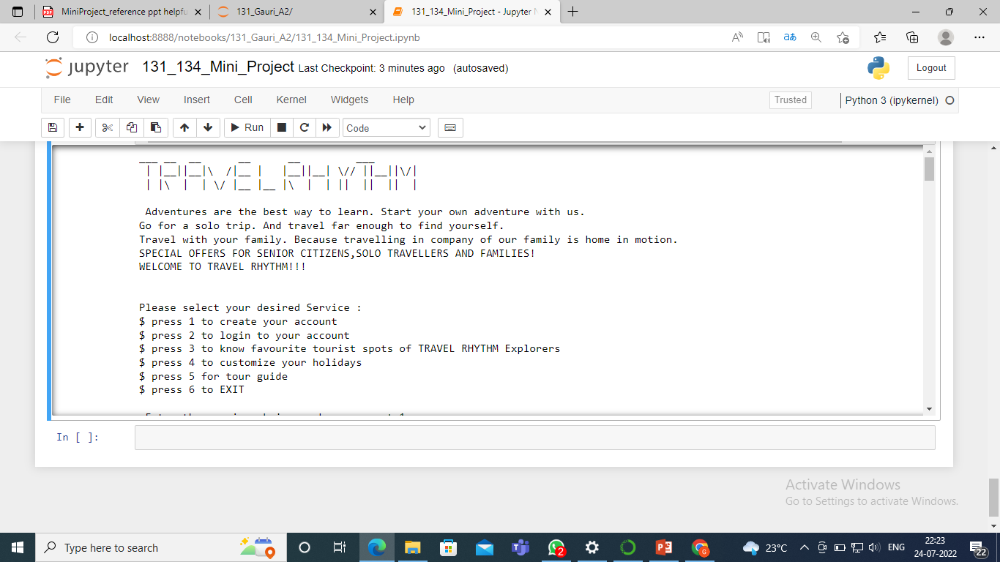 MiniProject_reference ppt helpfu
131_Gauri_A2/
131_134_Mini_Project - Jupyter N
localhost:8888/notebooks/131_Gauri_A2/131_134_Mini_Project.ipynb
jupyter 131_134_Mini_Project Last Checkpoint: 3 minutes ago (autosaved)
Logout
File Edit View Insert Cell Kernel Widgets Help
Trusted
Python 3 (ipykernel)
Run
Code
Adventures are the best way to learn. Start your own adventure with us.
Go for a solo trip. And travel far enough to find yourself.
Travel with your family. Because travelling in company of our family is home in motion.
SPECIAL OFFERS FOR SENIOR CITIZENS,SOLO TRAVELLERS AND FAMILIES!
WELCOME TO TRAVEL RHYTHM!!!
Please select your desired Service :
$ press 1 to create your account
$ press 2 to login to your account
$ press 3 to know favourite tourist spots of TRAVEL RHYTHM Explorers
$ press 4 to customize your holidays
$ press 5 for tour guide
$ press 6 to EXIT
In [ ]:
Activate Windows
Go to Settings to activate Windows.
Type here to search
2
23°C
ENG
22:23
24-07-2022
22